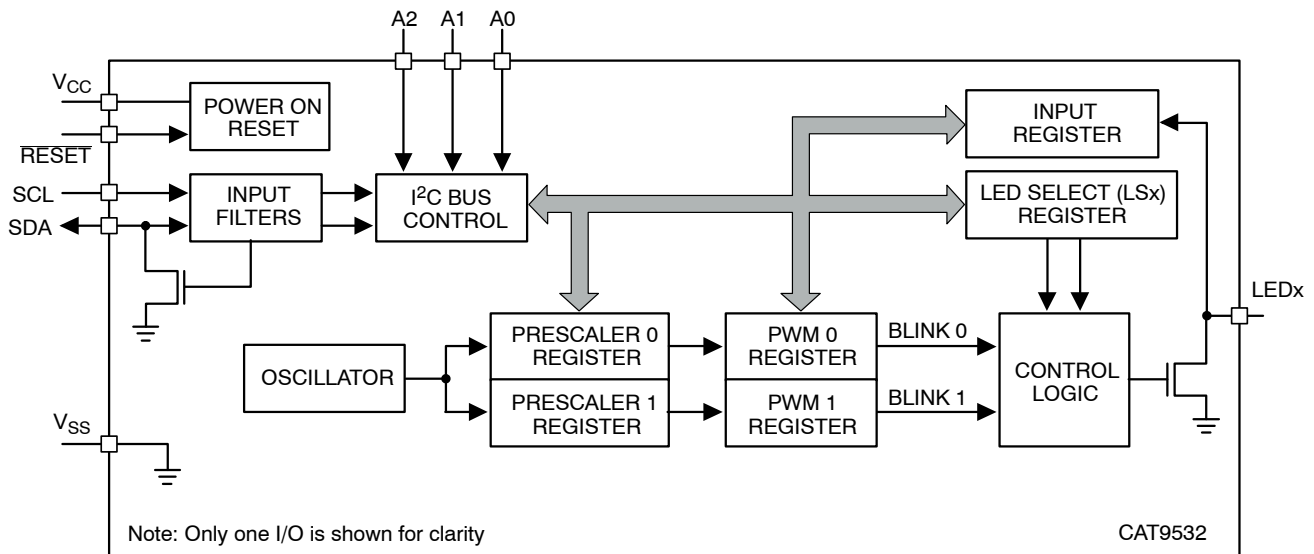 A2 A1 A0
V_CC
POWER ON
RESET
RESET
SCL
SDA
INPUT
FILTERS
I²C BUS
CONTROL
INPUT
REGISTER
LED SELECT (LSx)
REGISTER
LEDx
OSCILLATOR
PRESCALER 0
REGISTER
PRESCALER 1
REGISTER
PWM 0
REGISTER
PWM 1
REGISTER
BLINK 0
BLINK 1
CONTROL
LOGIC
V_SS
Note: Only one I/O is shown for clarity
CAT9532